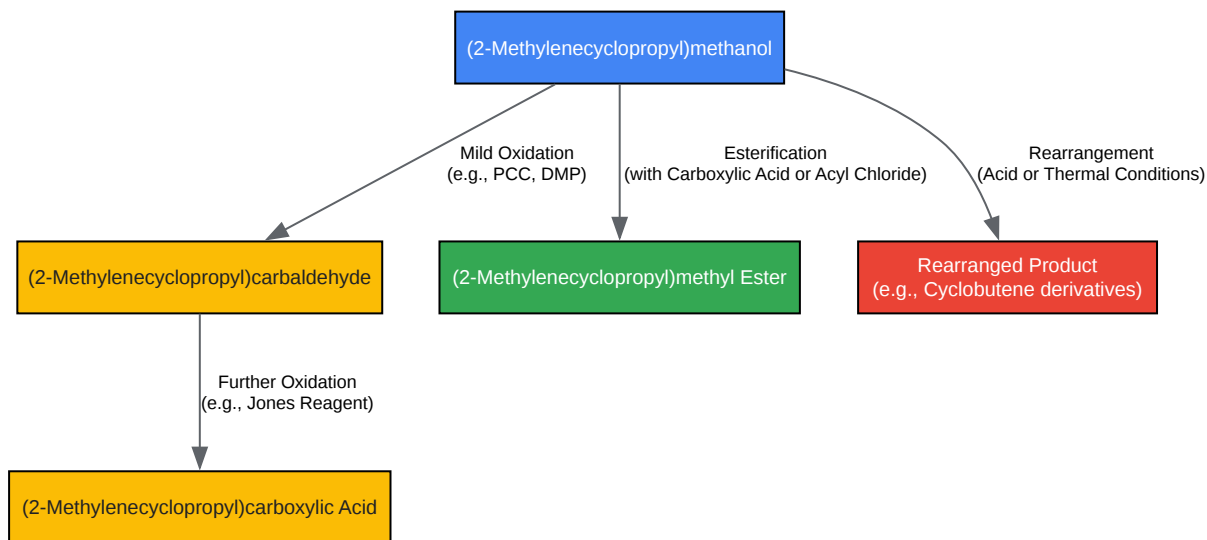 (2-Methylenecyclopropyl)methanol
Mild Oxidation
(e.g., PCC, DMP)
Esterification
(with Carboxylic Acid or Acyl Chloride)
Rearrangement
(Acid or Thermal Conditions)
(2-Methylenecyclopropyl)carbaldehyde
(2-Methylenecyclopropyl)methyl Ester
Rearranged Product
(e.g., Cyclobutene derivatives)
Further Oxidation
(e.g., Jones Reagent)
(2-Methylenecyclopropyl)carboxylic Acid